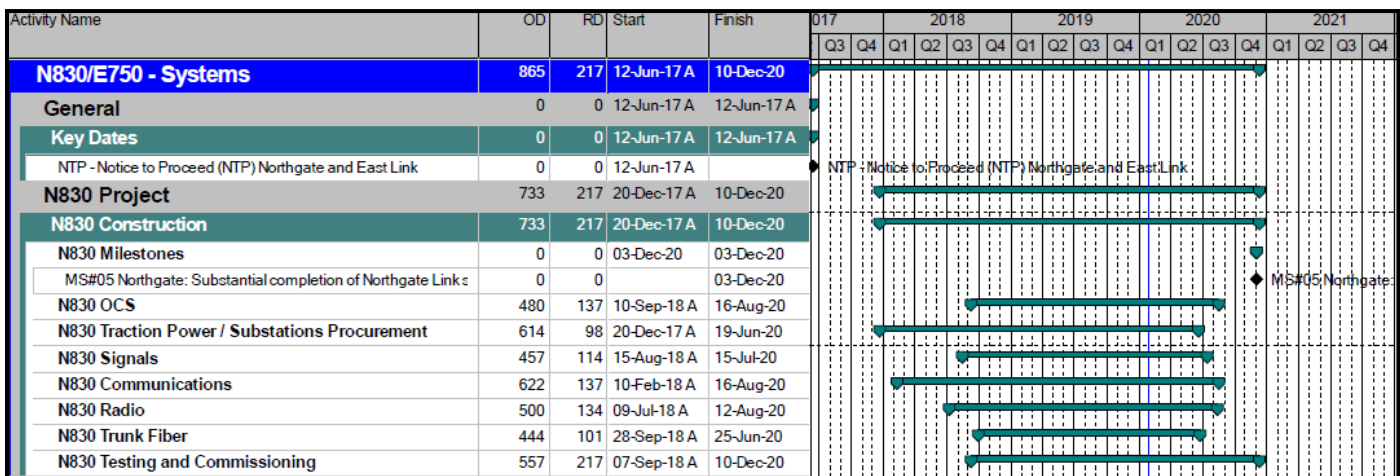 Activity Name OD RD Start Finish 017 2018 2019 2020 2021
Q3 Q4 Q1 Q2 Q3 Q4 Q1 Q2 Q3 Q4 Q1 Q2 Q3 Q4 Q1 Q2 Q3 Q4
N830/E750 - Systems 865 217 12-Jun-17 A 10-Dec-20
General 0 0 12-Jun-17 A 12-Jun-17 A
Key Dates 0 0 12-Jun-17 A 12-Jun-17 A
NTP - Notice to Proceed (NTP) Northgate and East Link 0 0 12-Jun-17 A NTP - Notice to Proceed (NTP) Northgate and East Link
N830 Project 733 217 20-Dec-17 A 10-Dec-20
N830 Construction 733 217 20-Dec-17 A 10-Dec-20
N830 Milestones 0 0 03-Dec-20 03-Dec-20
MS#05 Northgate: Substantial completion of Northgate Link s 0 0 03-Dec-20 MS#05 Northgate:
N830 OCS 480 137 10-Sep-18 A 16-Aug-20
N830 Traction Power / Substations Procurement 614 98 20-Dec-17 A 19-Jun-20
N830 Signals 457 114 15-Aug-18 A 15-Jul-20
N830 Communications 622 137 10-Feb-18 A 16-Aug-20
N830 Radio 500 134 09-Jul-18 A 12-Aug-20
N830 Trunk Fiber 444 101 28-Sep-18 A 25-Jun-20
N830 Testing and Commissioning 557 217 07-Sep-18 A 10-Dec-20